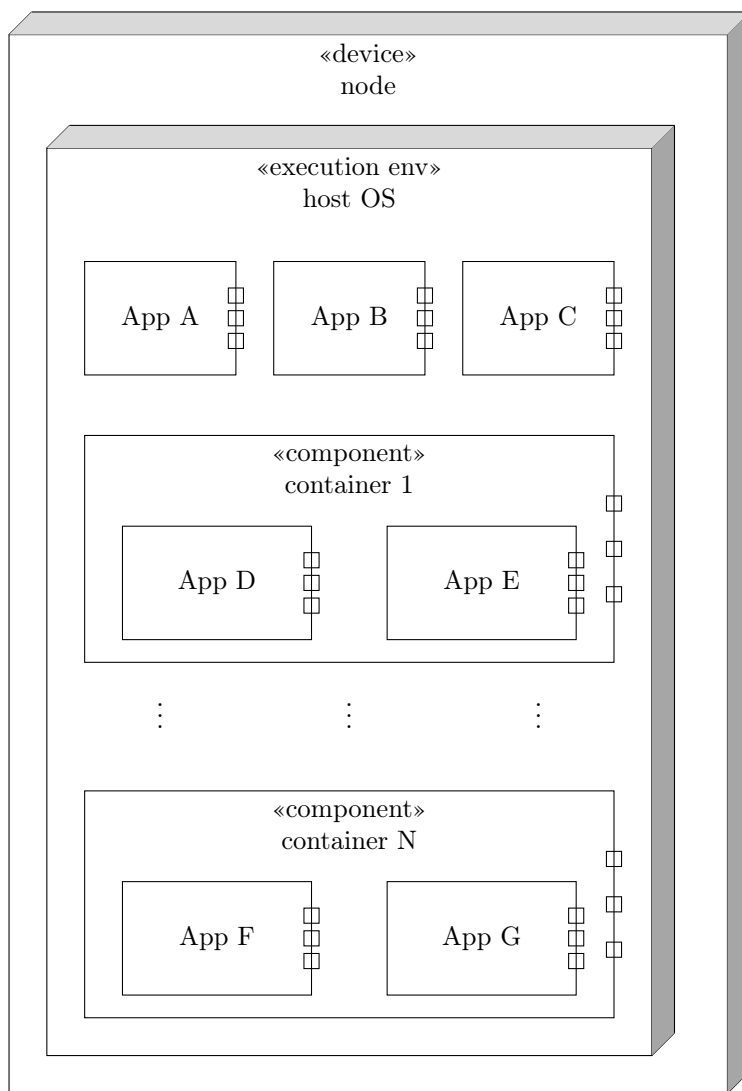 «device»
node
«execution env»
host OS
App A
App B
App C
«component»
container 1
App D
App E
«component»
container N
App F
App G